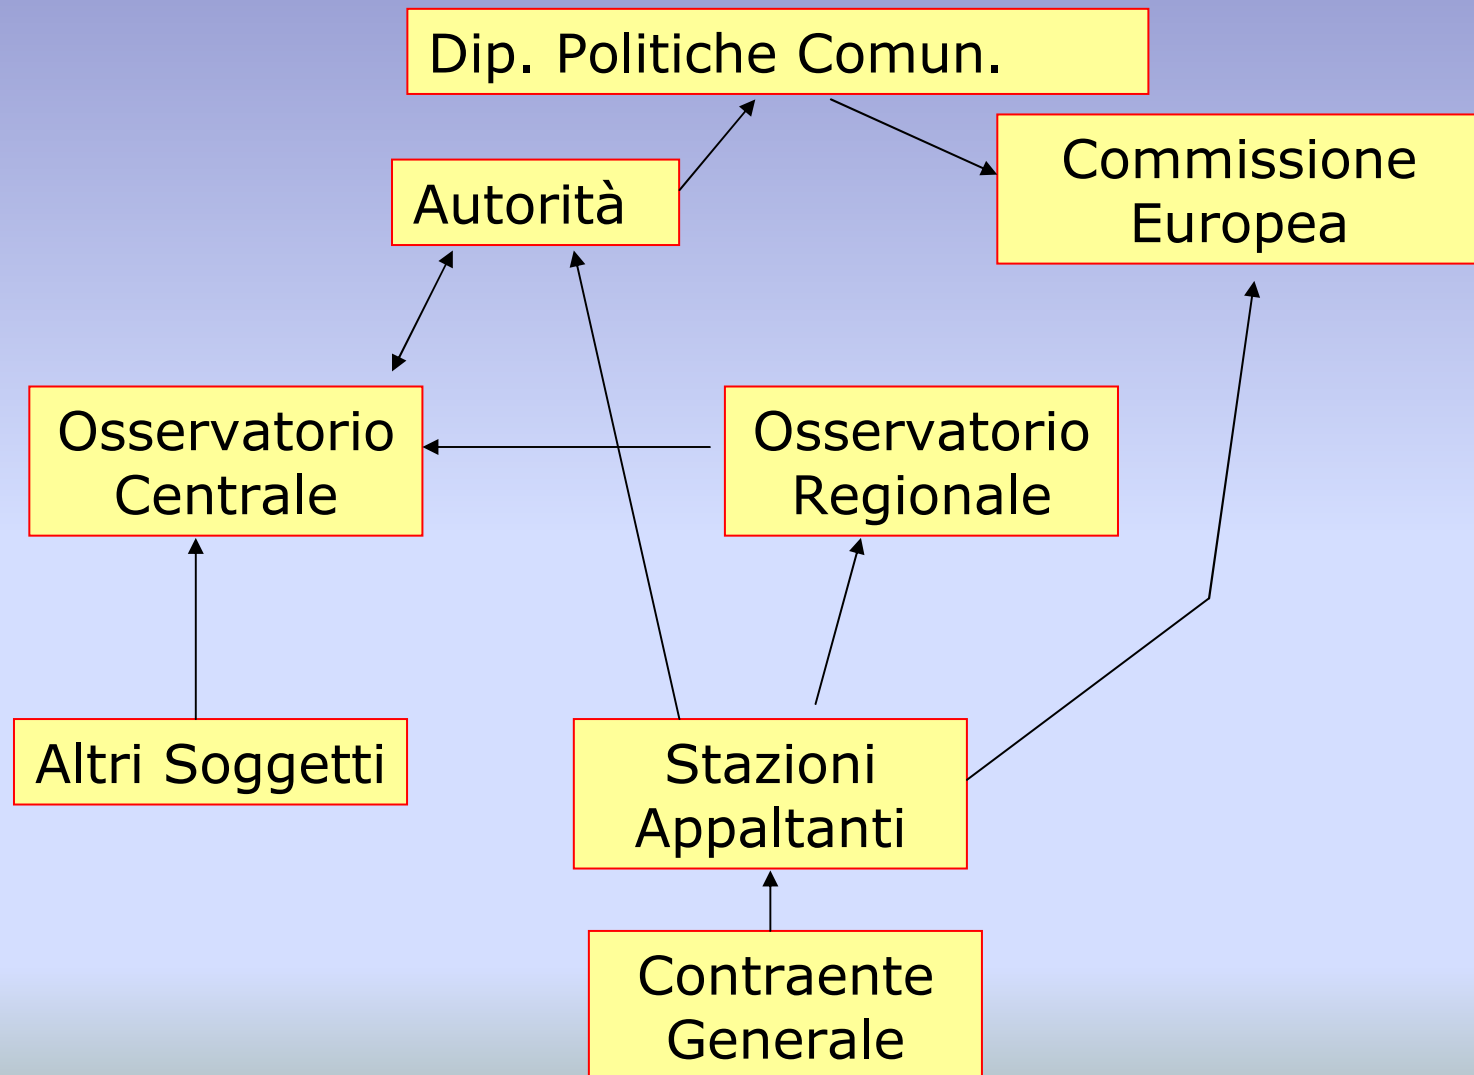 Dip. Politiche Comun.
Commissione
Europea
Autorità
Osservatorio
Centrale
Osservatorio
Regionale
Altri Soggetti
Stazioni
Appaltanti
Contraente
Generale